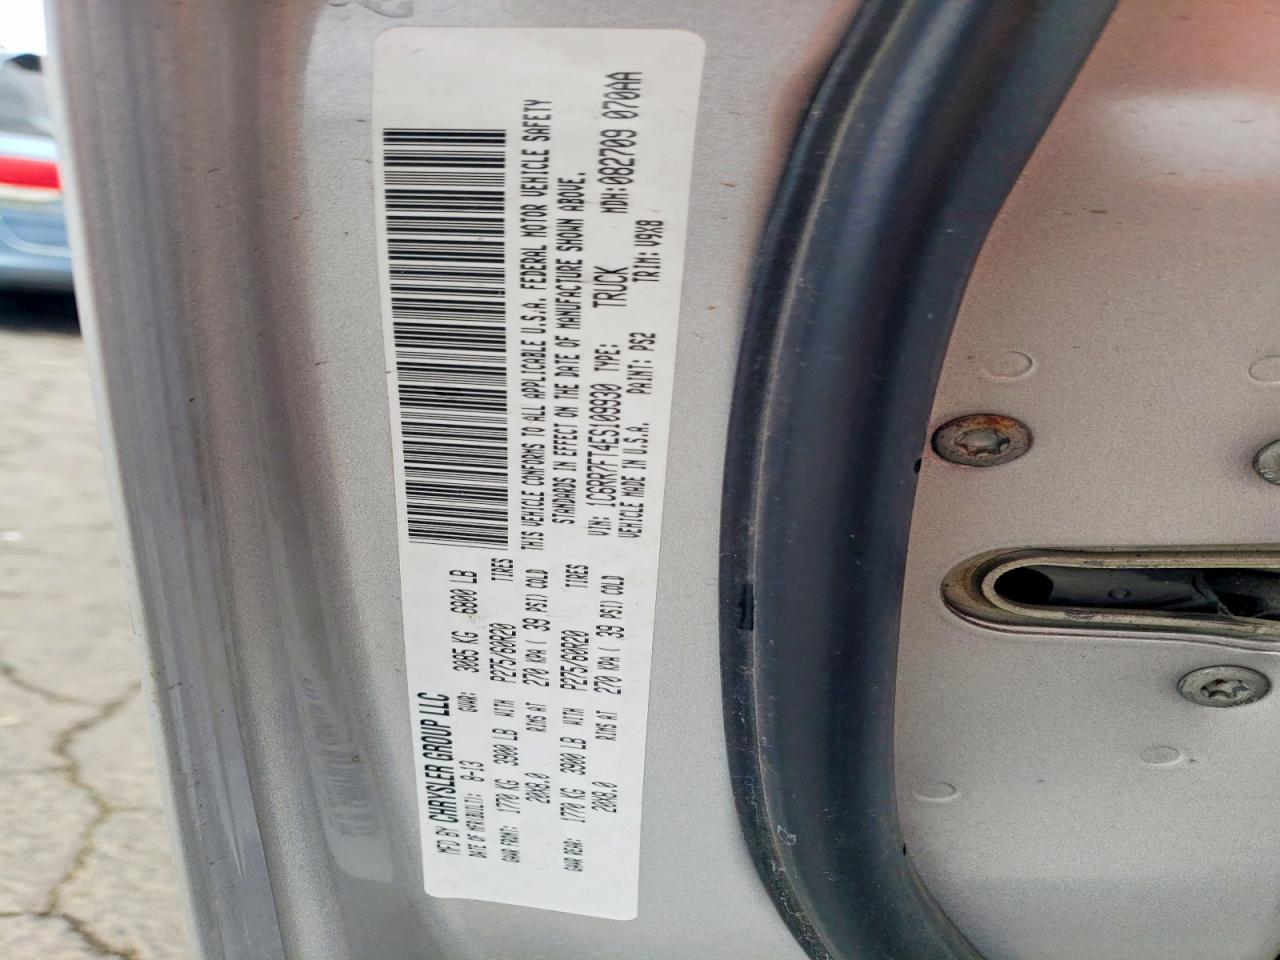 MFD BY CHRYSLER GROUP LLC
DATE OF MFR(BUILT): 8-13 GVWR: 3085 KG 6800 LB
GAWR FRONT: 1770 KG 3900 LB WITH P275/60R20 TIRES
20X8.0 RIMS AT 270 KPA ( 39 PSI) COLD
GAWR REAR: 1770 KG 3900 LB WITH P275/60R20 TIRES
20X8.0 RIMS AT 270 KPA ( 39 PSI) COLD
THIS VEHICLE CONFORMS TO ALL APPLICABLE U.S.A. FEDERAL MOTOR VEHICLE SAFETY
STANDARDS IN EFFECT ON THE DATE OF MANUFACTURE SHOWN ABOVE.
VIN: 1C6RR7FT4ES109930 TYPE: TRUCK MDH:082709 070AA
VEHICLE MADE IN U.S.A. PAINT: PS2 TRIM: V9X8